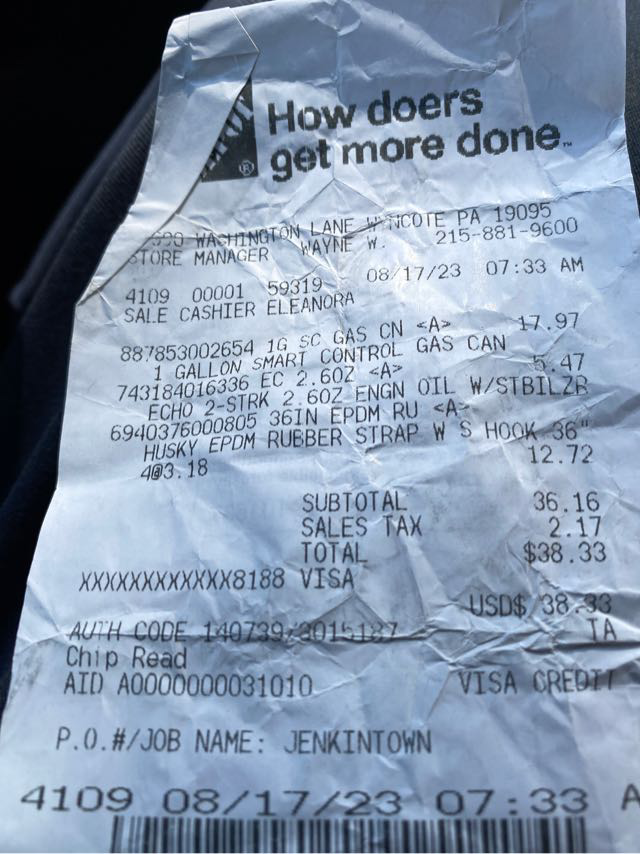 How doers
get more done.™
WASHINGTON LANE WYNCOTE PA 19095
STORE MANAGER WAYNE W. 215-881-9600
4109 00001 59319 08/17/23 07:33 AM
SALE CASHIER ELEANORA
887853002654 1G SC GAS CN <A> 17.97
1 GALLON SMART CONTROL GAS CAN
743184016336 EC 2.6OZ <A> 5.47
ECHO 2-STRK 2.6OZ ENGN OIL W/STBILZR
6940376000805 36IN EPDM RU <A>
HUSKY EPDM RUBBER STRAP W S HOOK 36"
4@3.18 12.72
SUBTOTAL 36.16
SALES TAX 2.17
TOTAL $38.33
XXXXXXXXXXXX8188 VISA
USD$ 38.33
AUTH CODE 140739/3015187 TA
Chip Read
AID A0000000031010 VISA CREDIT
P.O.#/JOB NAME: JENKINTOWN
4109 08/17/23 07:33 A